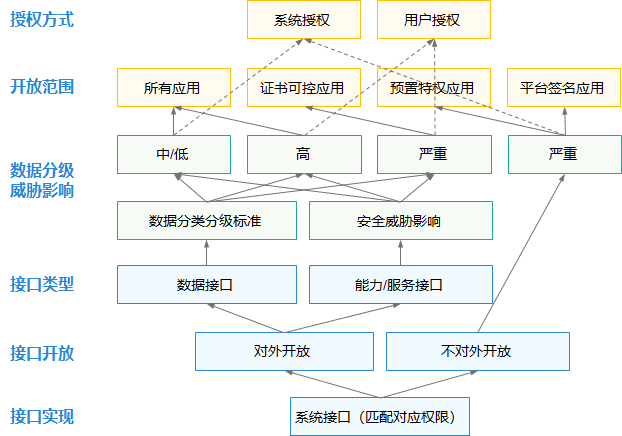 授权方式
系统授权
用户授权
开放范围
所有应用
证书可控应用
预置特权应用
平台签名应用
数据分级
威胁影响
中/低
高
严重
严重
数据分类分级标准
安全威胁影响
接口类型
数据接口
能力/服务接口
接口开放
对外开放
不对外开放
接口实现
系统接口（匹配对应权限）